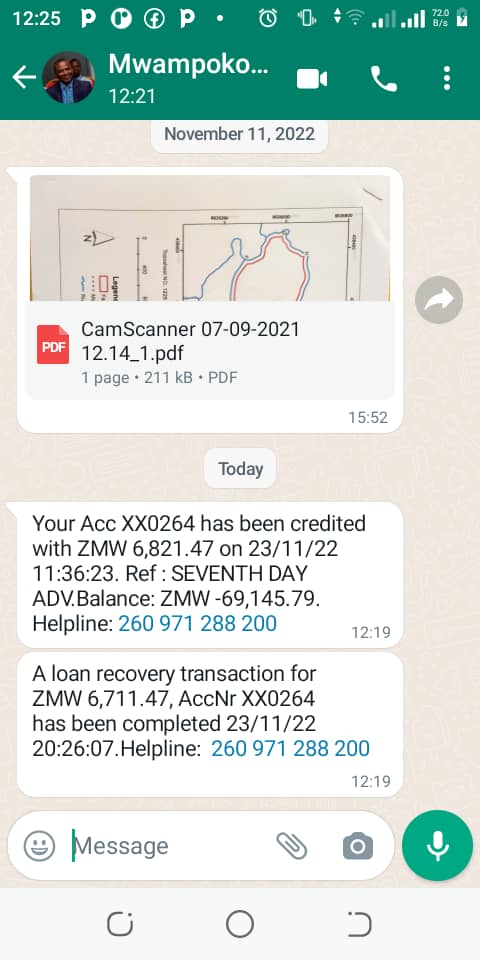 12:25
72.0
B/s
Mwampoko...
12:21
November 11, 2022
N
Legen
PDF
CamScanner 07-09-2021
12.14_1.pdf
1 page • 211 kB • PDF
15:52
Today
Your Acc XX0264 has been credited
with ZMW 6,821.47 on 23/11/22
11:36:23. Ref : SEVENTH DAY
ADV.Balance: ZMW -69,145.79.
Helpline: 260 971 288 200
12:19
A loan recovery transaction for
ZMW 6,711.47, AccNr XX0264
has been completed 23/11/22
20:26:07.Helpline:  260 971 288 200
12:19
Message